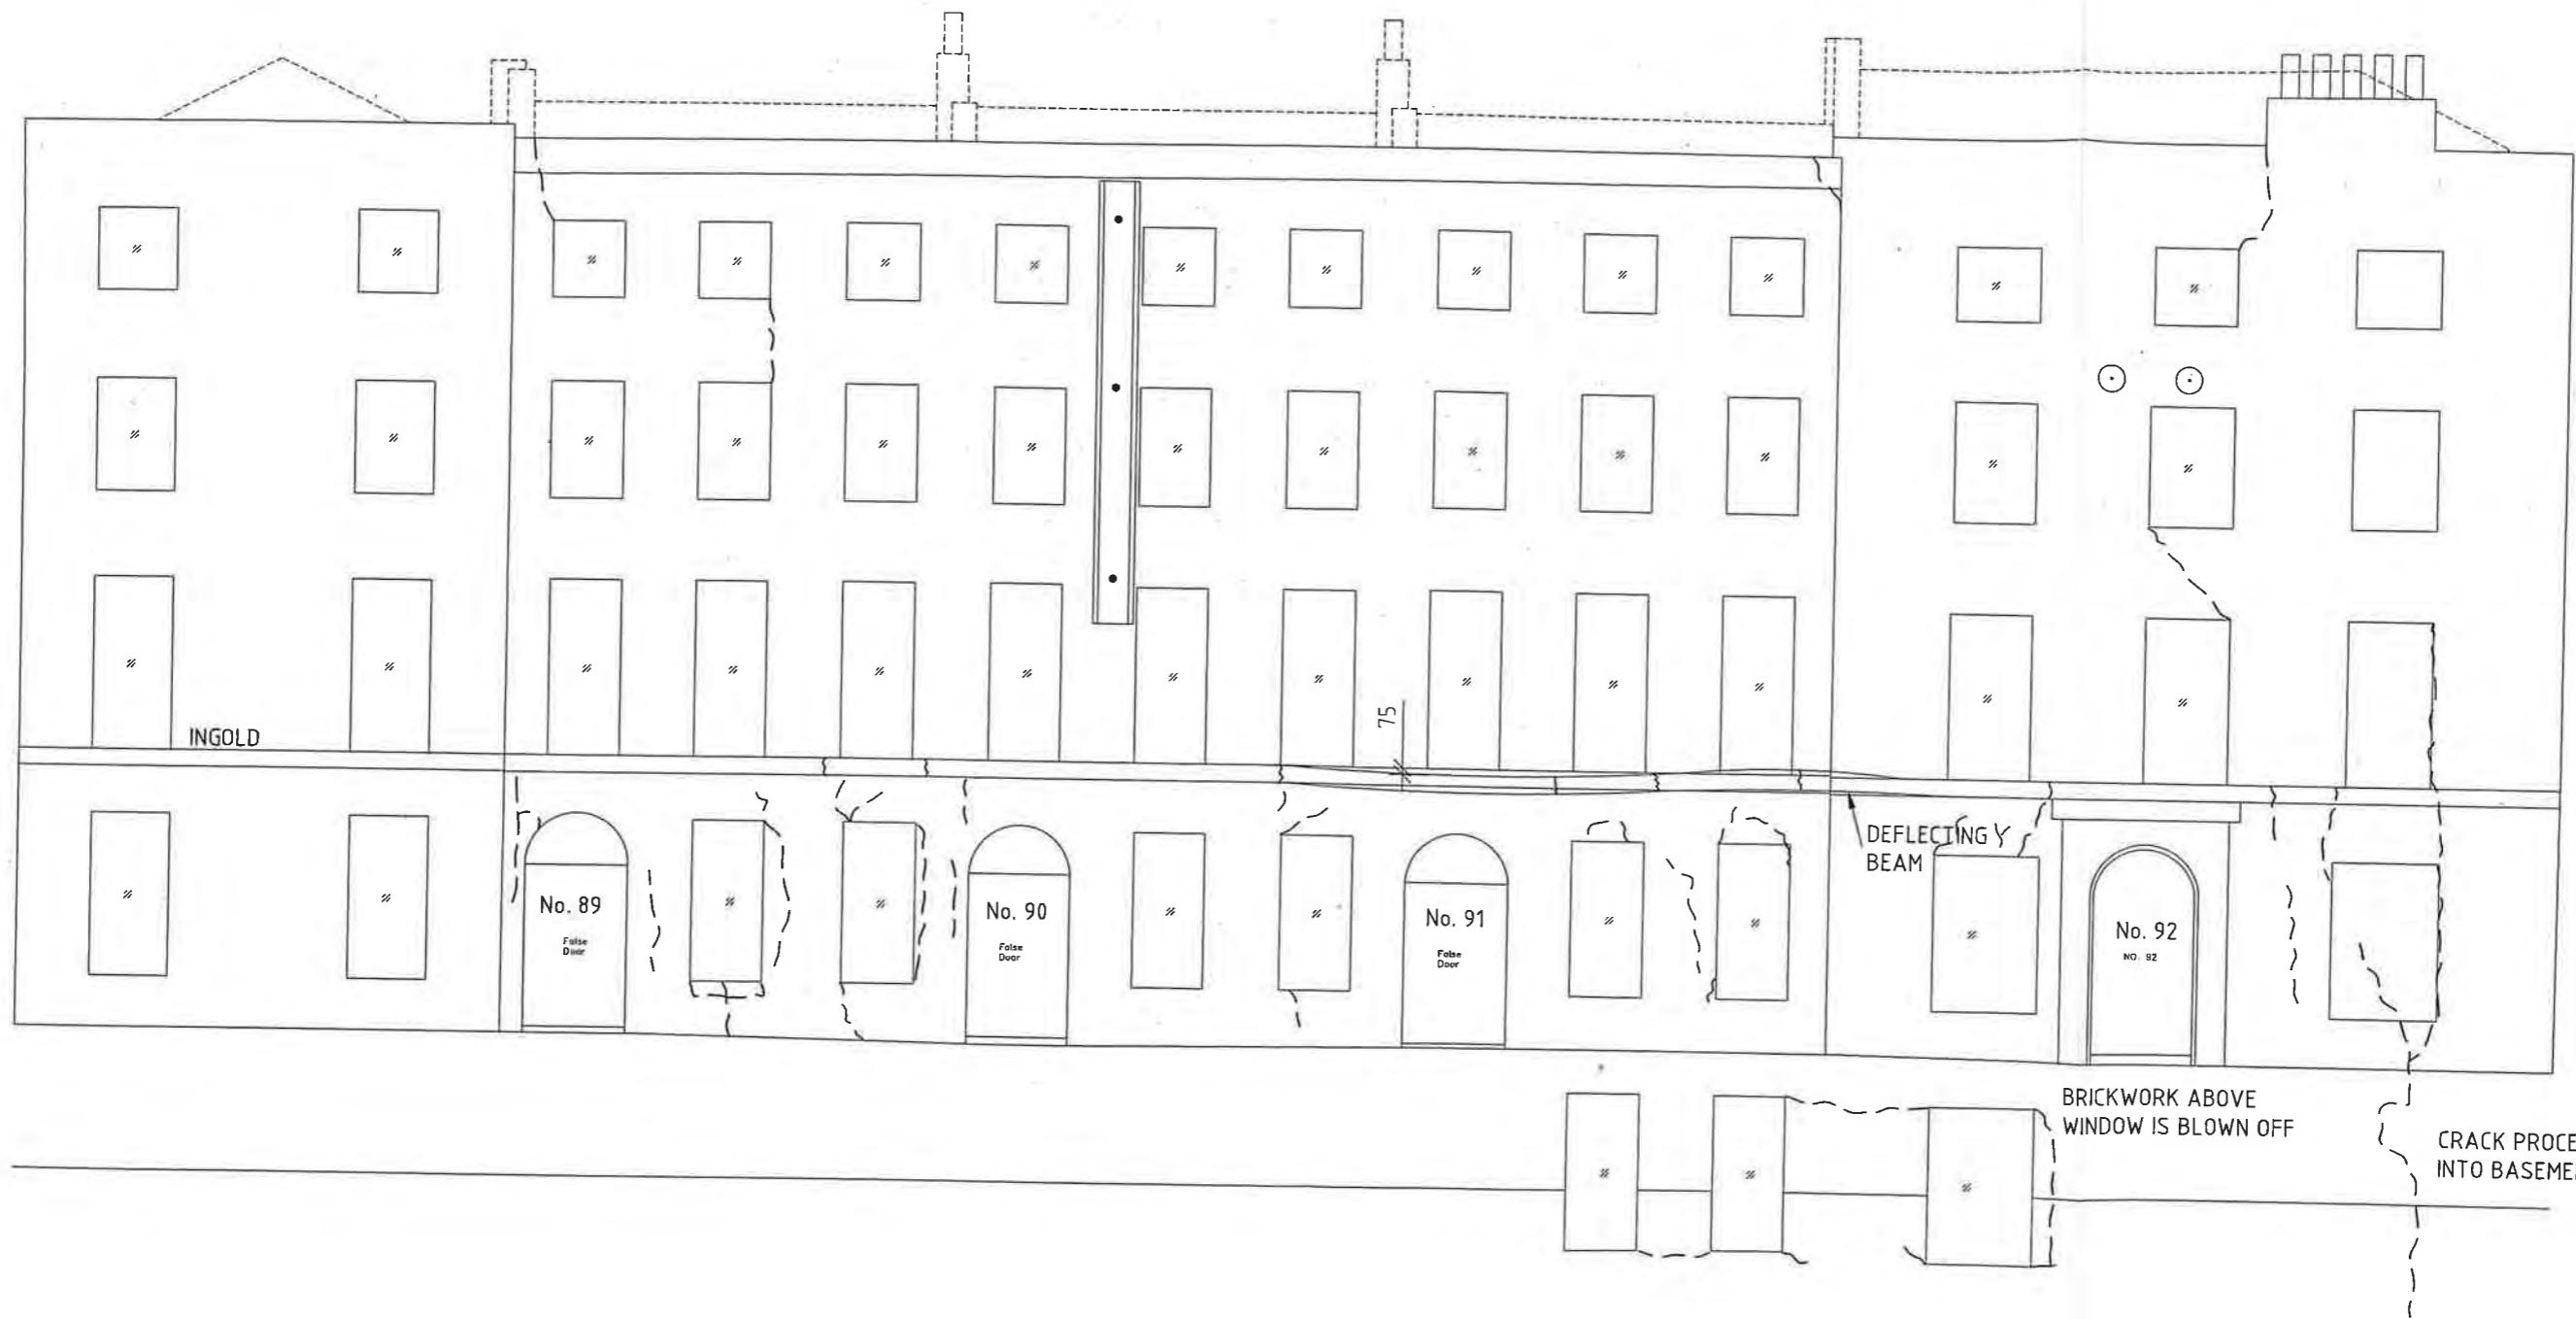 INGOLD
75
DEFLECTING
BEAM
No. 89
False
Door
No. 90
False
Door
No. 91
False
Door
No. 92
NO. 92
BRICKWORK ABOVE
WINDOW IS BLOWN OFF
CRACK PROCE
INTO BASEME